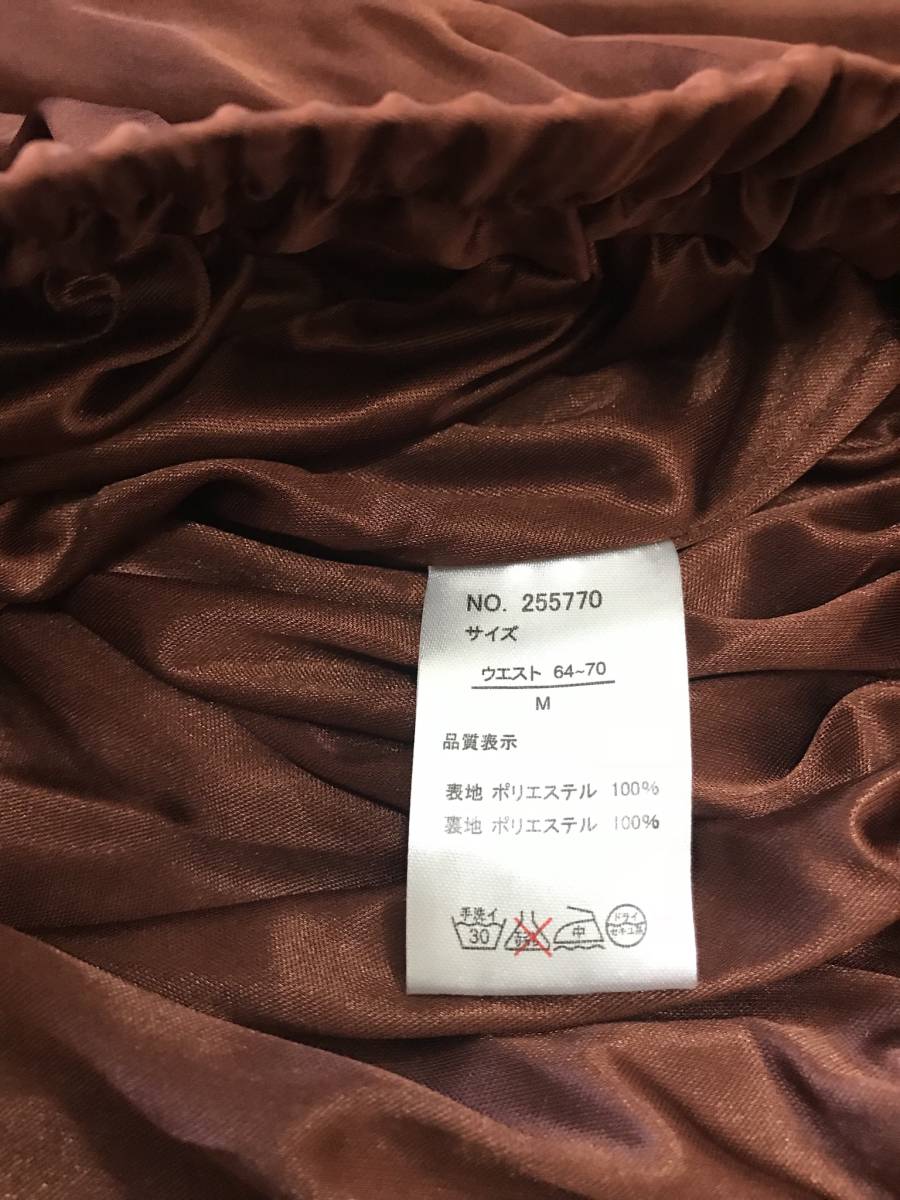 NO. 255770
サイズ
ウエスト 64~70
M
品質表示
表地 ポリエステル 100%
裏地 ポリエステル 100%
手洗イ
30
中
ドライ
セキユ系